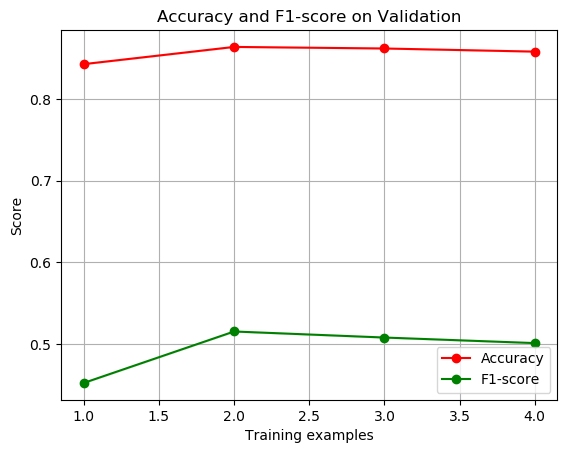 Accuracy and F1-score on Validation
Score
0.8
0.7
0.6
0.5
Accuracy
F1-score
1.0 1.5 2.0 2.5 3.0 3.5 4.0
Training examples